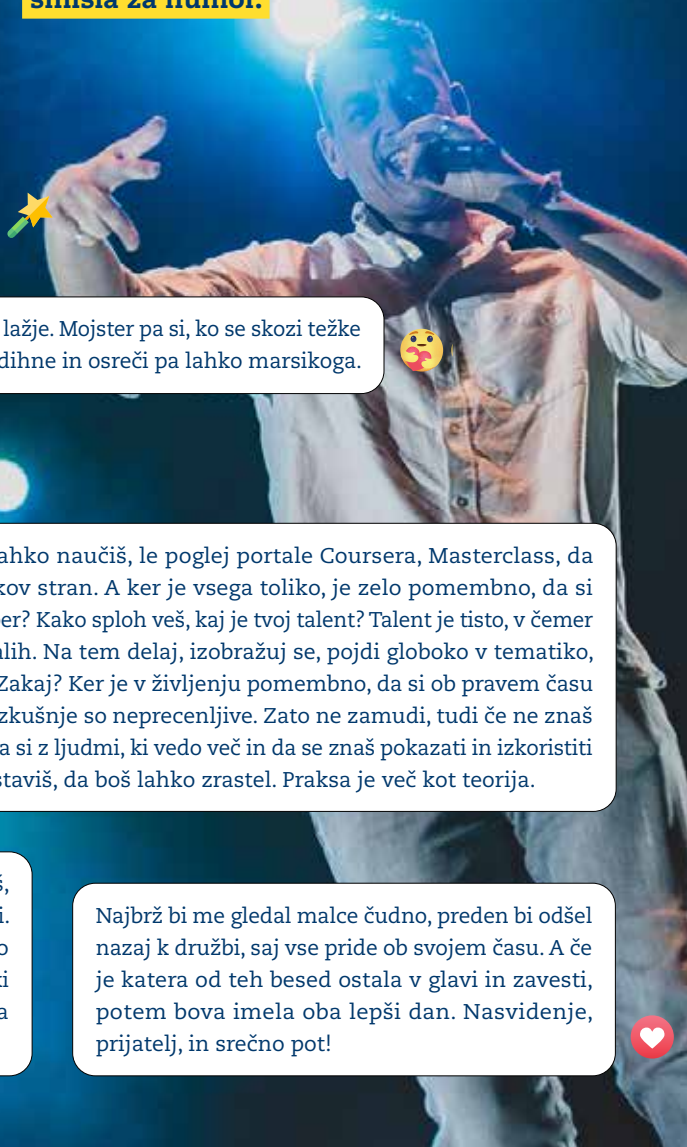 smisla za humor.
lažje. Mojster pa si, ko se skozi težke
dihne in osreči pa lahko marsikoga.
lahko naučiš, le poglej portale Coursera, Masterclass, da
kov stran. A ker je vsega toliko, je zelo pomembno, da si
Kako sploh veš, kaj je tvoj talent? Talent je tisto, v čemer
Na tem delaj, izobražuj se, pojdi globoko v tematiko,
Zakaj? Ker je v življenju pomembno, da si ob pravem času
zkušnje so neprecenljive. Zato ne zamudi, tudi če ne znaš
a si z ljudmi, ki vedo več in da se znaš pokazati in izkoristiti
staviš, da boš lahko zrastel. Praksa je več kot teorija.
š,
i.
o
ki
a
Najbrž bi me gledal malce čudno, preden bi odšel
nazaj k družbi, saj vse pride ob svojem času. A če
je katera od teh besed ostala v glavi in zavesti,
potem bova imela oba lepši dan. Nasvidenje,
prijatelj, in srečno pot!